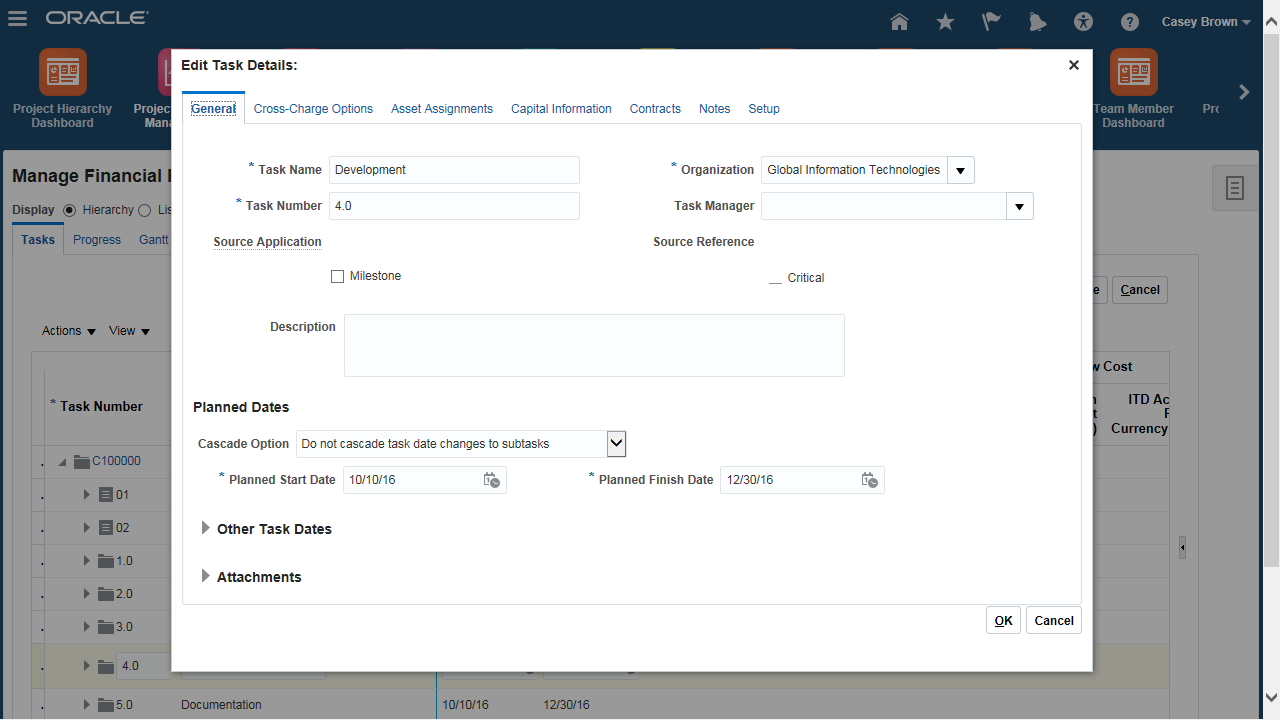 ORACLE
Casey Brown
Project Hierarchy Dashboard
Team Member Dashboard
Manage Financial
Display Hierarchy
Tasks Progress Gantt
Cancel
Actions View
Cost
* Task Number
ITD
Currency
C100000
01
02
1.0
2.0
3.0
4.0
5.0 Documentation 10/10/16 12/30/16
Edit Task Details:
General Cross-Charge Options Asset Assignments Capital Information Contracts Notes Setup
* Task Name Development
* Organization Global Information Technologies
* Task Number 4.0
Task Manager
Source Application
Source Reference
Milestone
Critical
Description
Planned Dates
Cascade Option Do not cascade task date changes to subtasks
* Planned Start Date 10/10/16
* Planned Finish Date 12/30/16
Other Task Dates
Attachments
OK Cancel